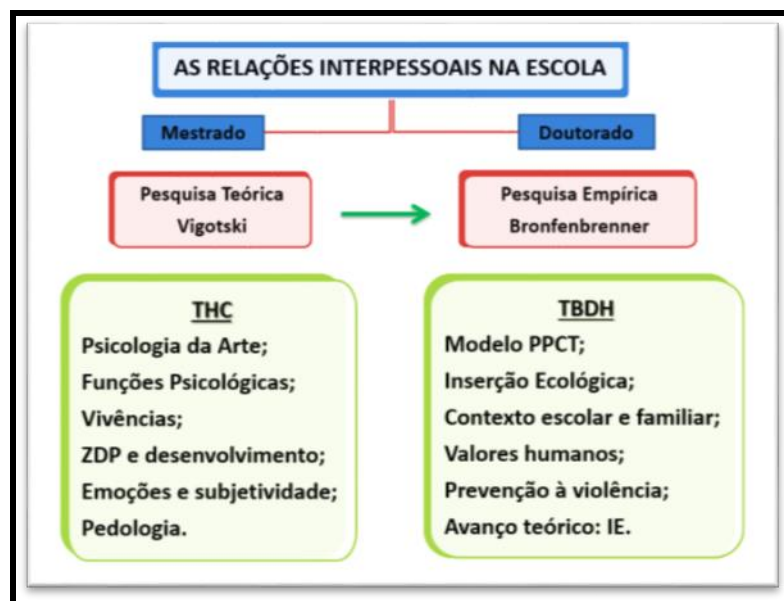 AS RELAÇÕES INTERPESSOAIS NA ESCOLA
Mestrado
Doutorado
Pesquisa Teórica
Vigotski
Pesquisa Empírica
Bronfenbrenner
THC
Psicologia da Arte;
Funções Psicológicas;
Vivências;
ZDP e desenvolvimento;
Emoções e subjetividade;
Pedologia.
TBDH
Modelo PPCT;
Inserção Ecológica;
Contexto escolar e familiar;
Valores humanos;
Prevenção à violência;
Avanço teórico: IE.